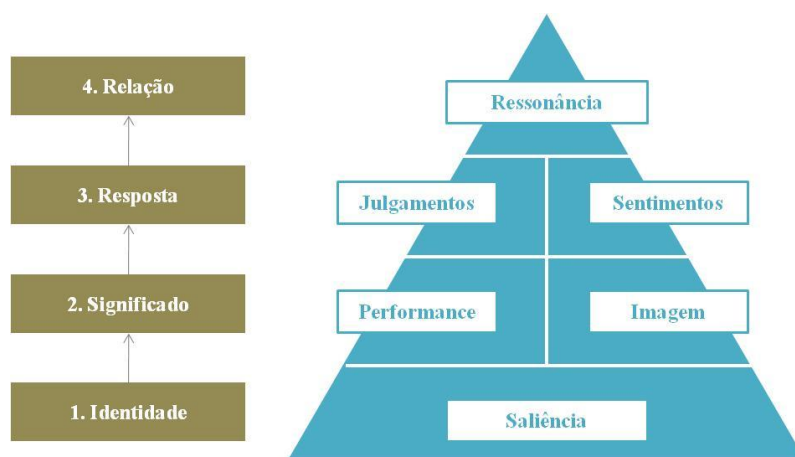 4. Relação
3. Resposta
2. Significado
1. Identidade
Ressonância
Julgamentos
Sentimentos
Performance
Imagem
Saliência